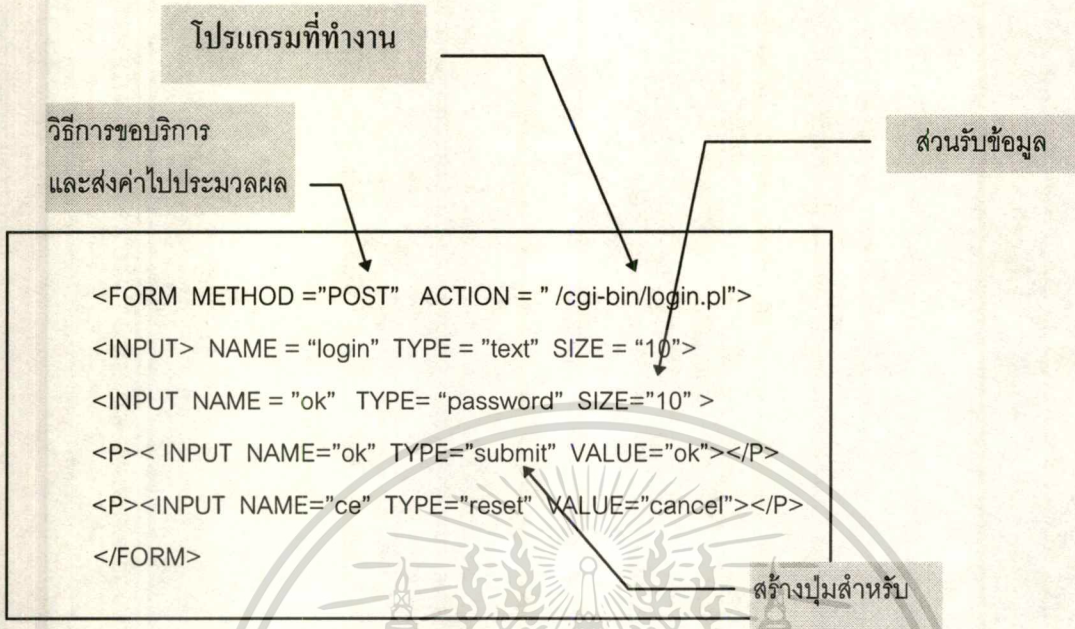 โปรแกรมที่ทำงาน
วิธีการขอบริการ
และส่งค่าไปประมวลผล
ส่วนรับข้อมูล
<FORM METHOD ="POST" ACTION = " /cgi-bin/login.pl">
<INPUT> NAME = “login” TYPE = “text” SIZE = “10”>
<INPUT NAME = ”ok” TYPE= “password” SIZE=”10” >
<P>< INPUT NAME=”ok” TYPE=”submit” VALUE=”ok”></P>
<P><INPUT NAME=”ce” TYPE=”reset” VALUE=”cancel”></P>
</FORM>
สร้างปุ่มสำหรับ